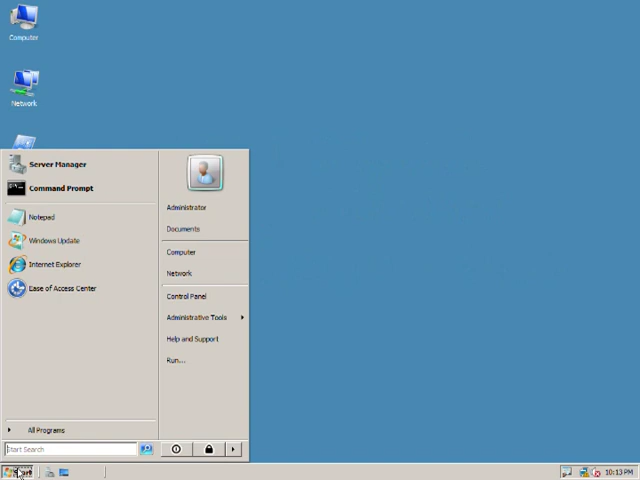 Computer
Network
Server Manager
Command Prompt
Notepad
Windows Update
Internet Explorer
Ease of Access Center
All Programs
Start Search
Administrator
Documents
Computer
Network
Control Panel
Administrative Tools
Help and Support
Run...
10:13 PM